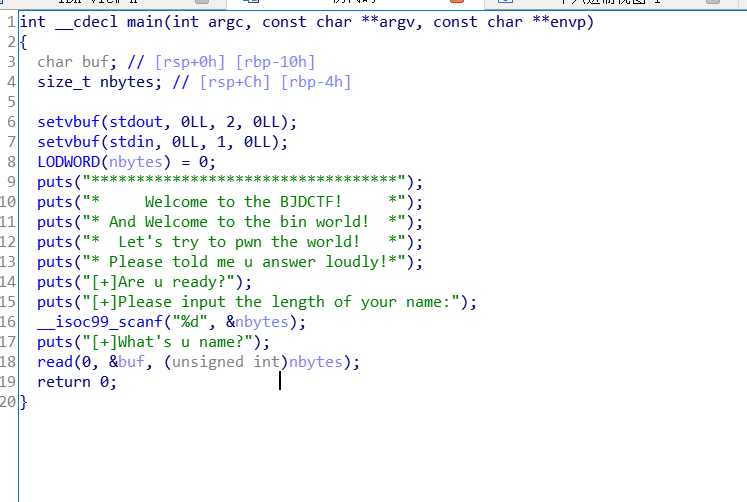 1 int __cdecl main(int argc, const char **argv, const char **envp)
2 {
3   char buf; // [rsp+0h] [rbp-10h]
4   size_t nbytes; // [rsp+Ch] [rbp-4h]
5
6   setvbuf(stdout, 0LL, 2, 0LL);
7   setvbuf(stdin, 0LL, 1, 0LL);
8   LODWORD(nbytes) = 0;
9   puts("**********************************");
10   puts("*     Welcome to the BJDCTF!     *");
11   puts("* And Welcome to the bin world!  *");
12   puts("*  Let's try to pwn the world!   *");
13   puts("* Please told me u answer loudly!*");
14   puts("[+]Are u ready?");
15   puts("[+]Please input the length of your name:");
16   __isoc99_scanf("%d", &nbytes);
17   puts("[+]What's u name?");
18   read(0, &buf, (unsigned int)nbytes);
19   return 0;
20 }